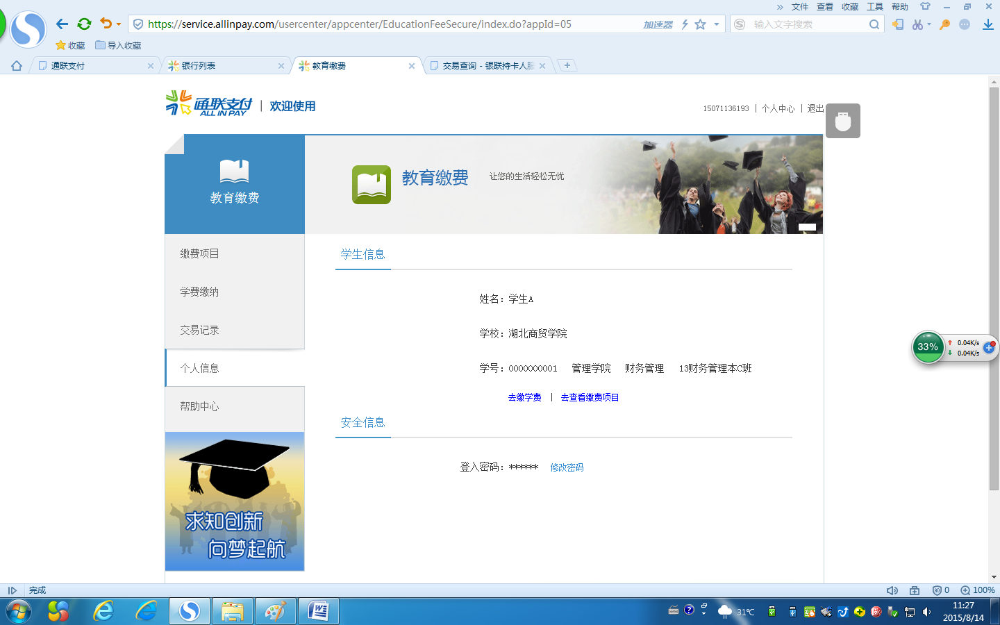 文件 查看 收藏 工具 帮助
https://service.allinpay.com/usercenter/appcenter/EducationFeeSecure/index.do?appId=05
加速器
输入文字搜索
收藏 导入收藏
通联支付
银行列表
教育缴费
交易查询 - 银联持卡人服
通联支付
ALL IN PAY
欢迎使用
15071136193 | 个人中心 | 退出
教育缴费
教育缴费
让您的生活轻松无忧
缴费项目
学费缴纳
交易记录
个人信息
帮助中心
求知创新
向梦起航
学生信息
姓名：学生A
学校：湖北商贸学院
学号：0000000001 管理学院 财务管理 13财务管理本C班
去缴学费 | 去查看缴费项目
安全信息
登入密码：****** 修改密码
33%
0.04K/s
0.04K/s
完成
0
100%
31℃
11:27
2015/8/14